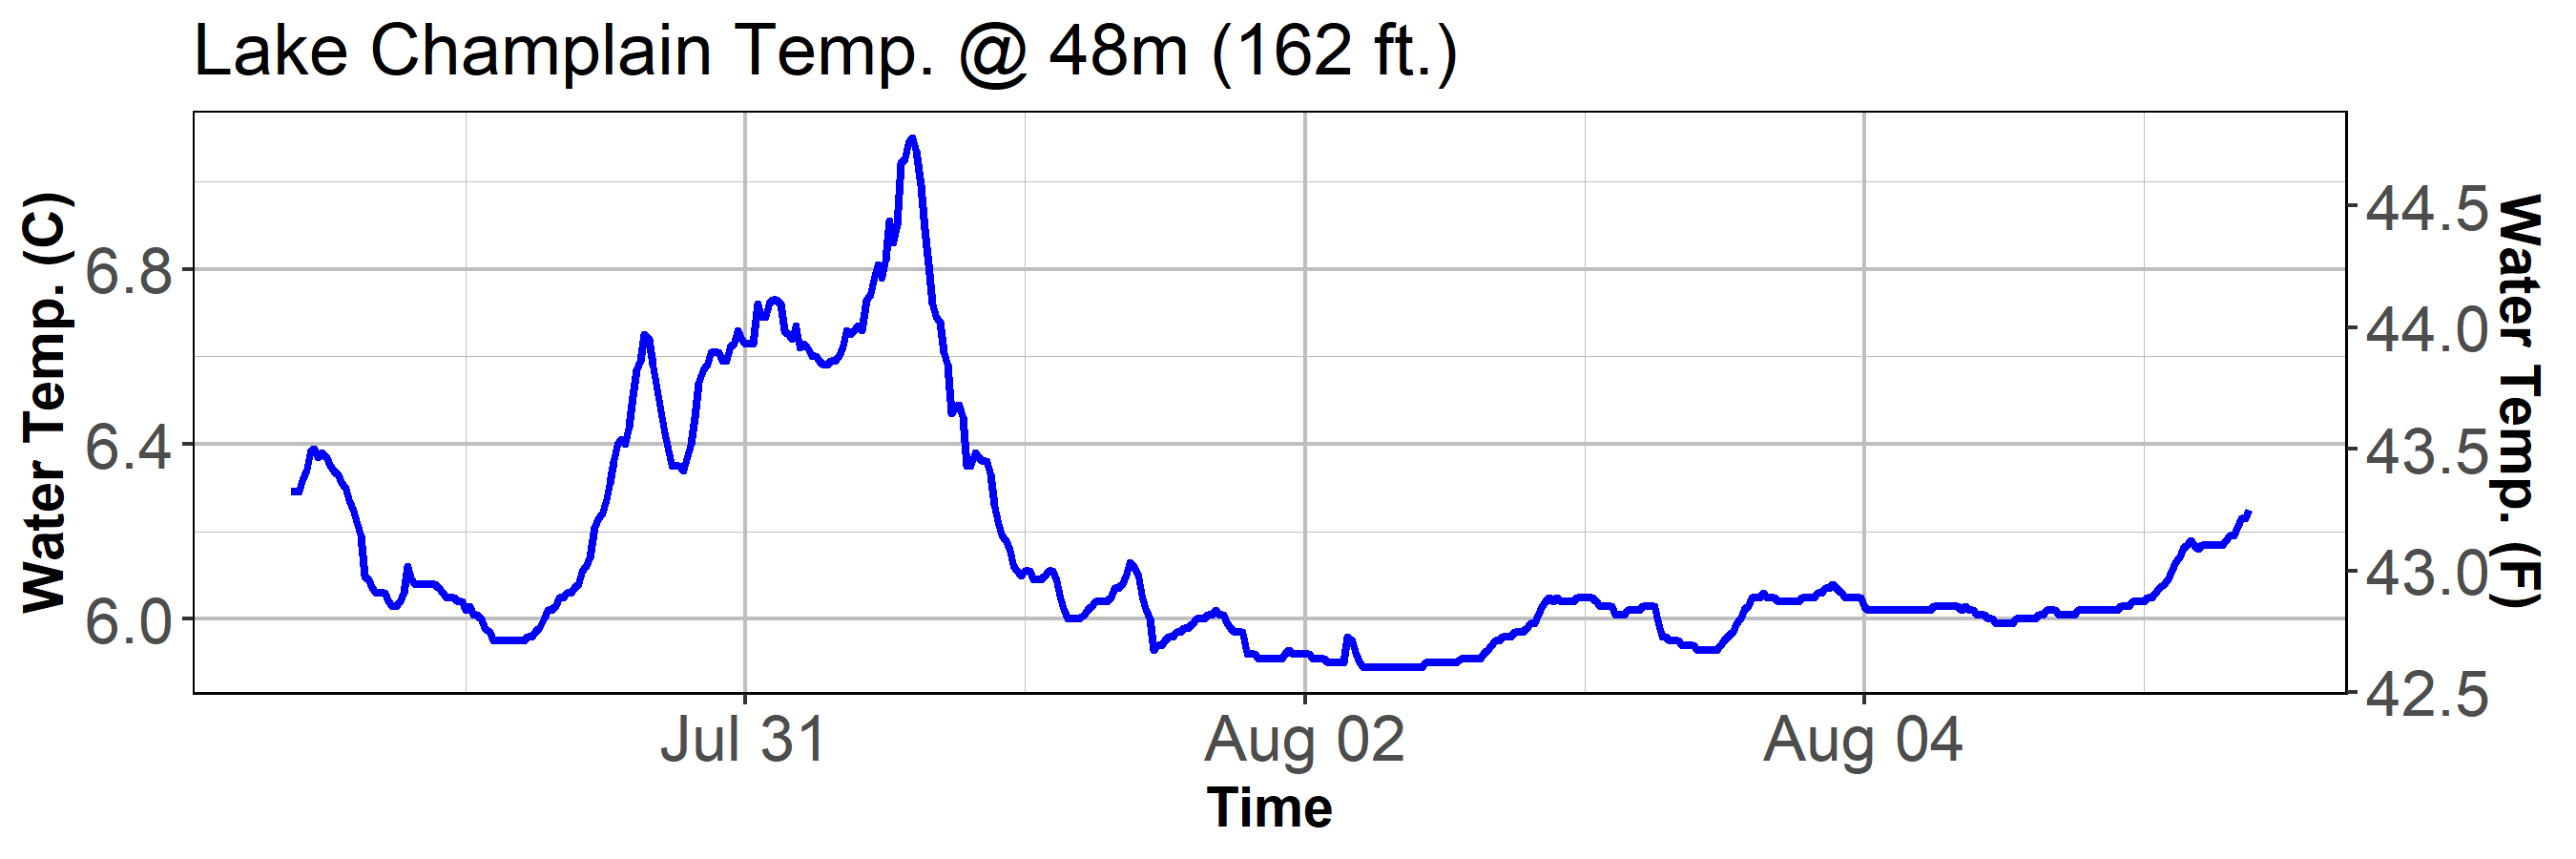 Lake Champlain Temp. @ 48m (162 ft.)
Water Temp. (C)
6.8
6.4
6.0
44.5
44.0
43.5
43.0
42.5
Water Temp. (F)
Jul 31 Aug 02 Aug 04
Time